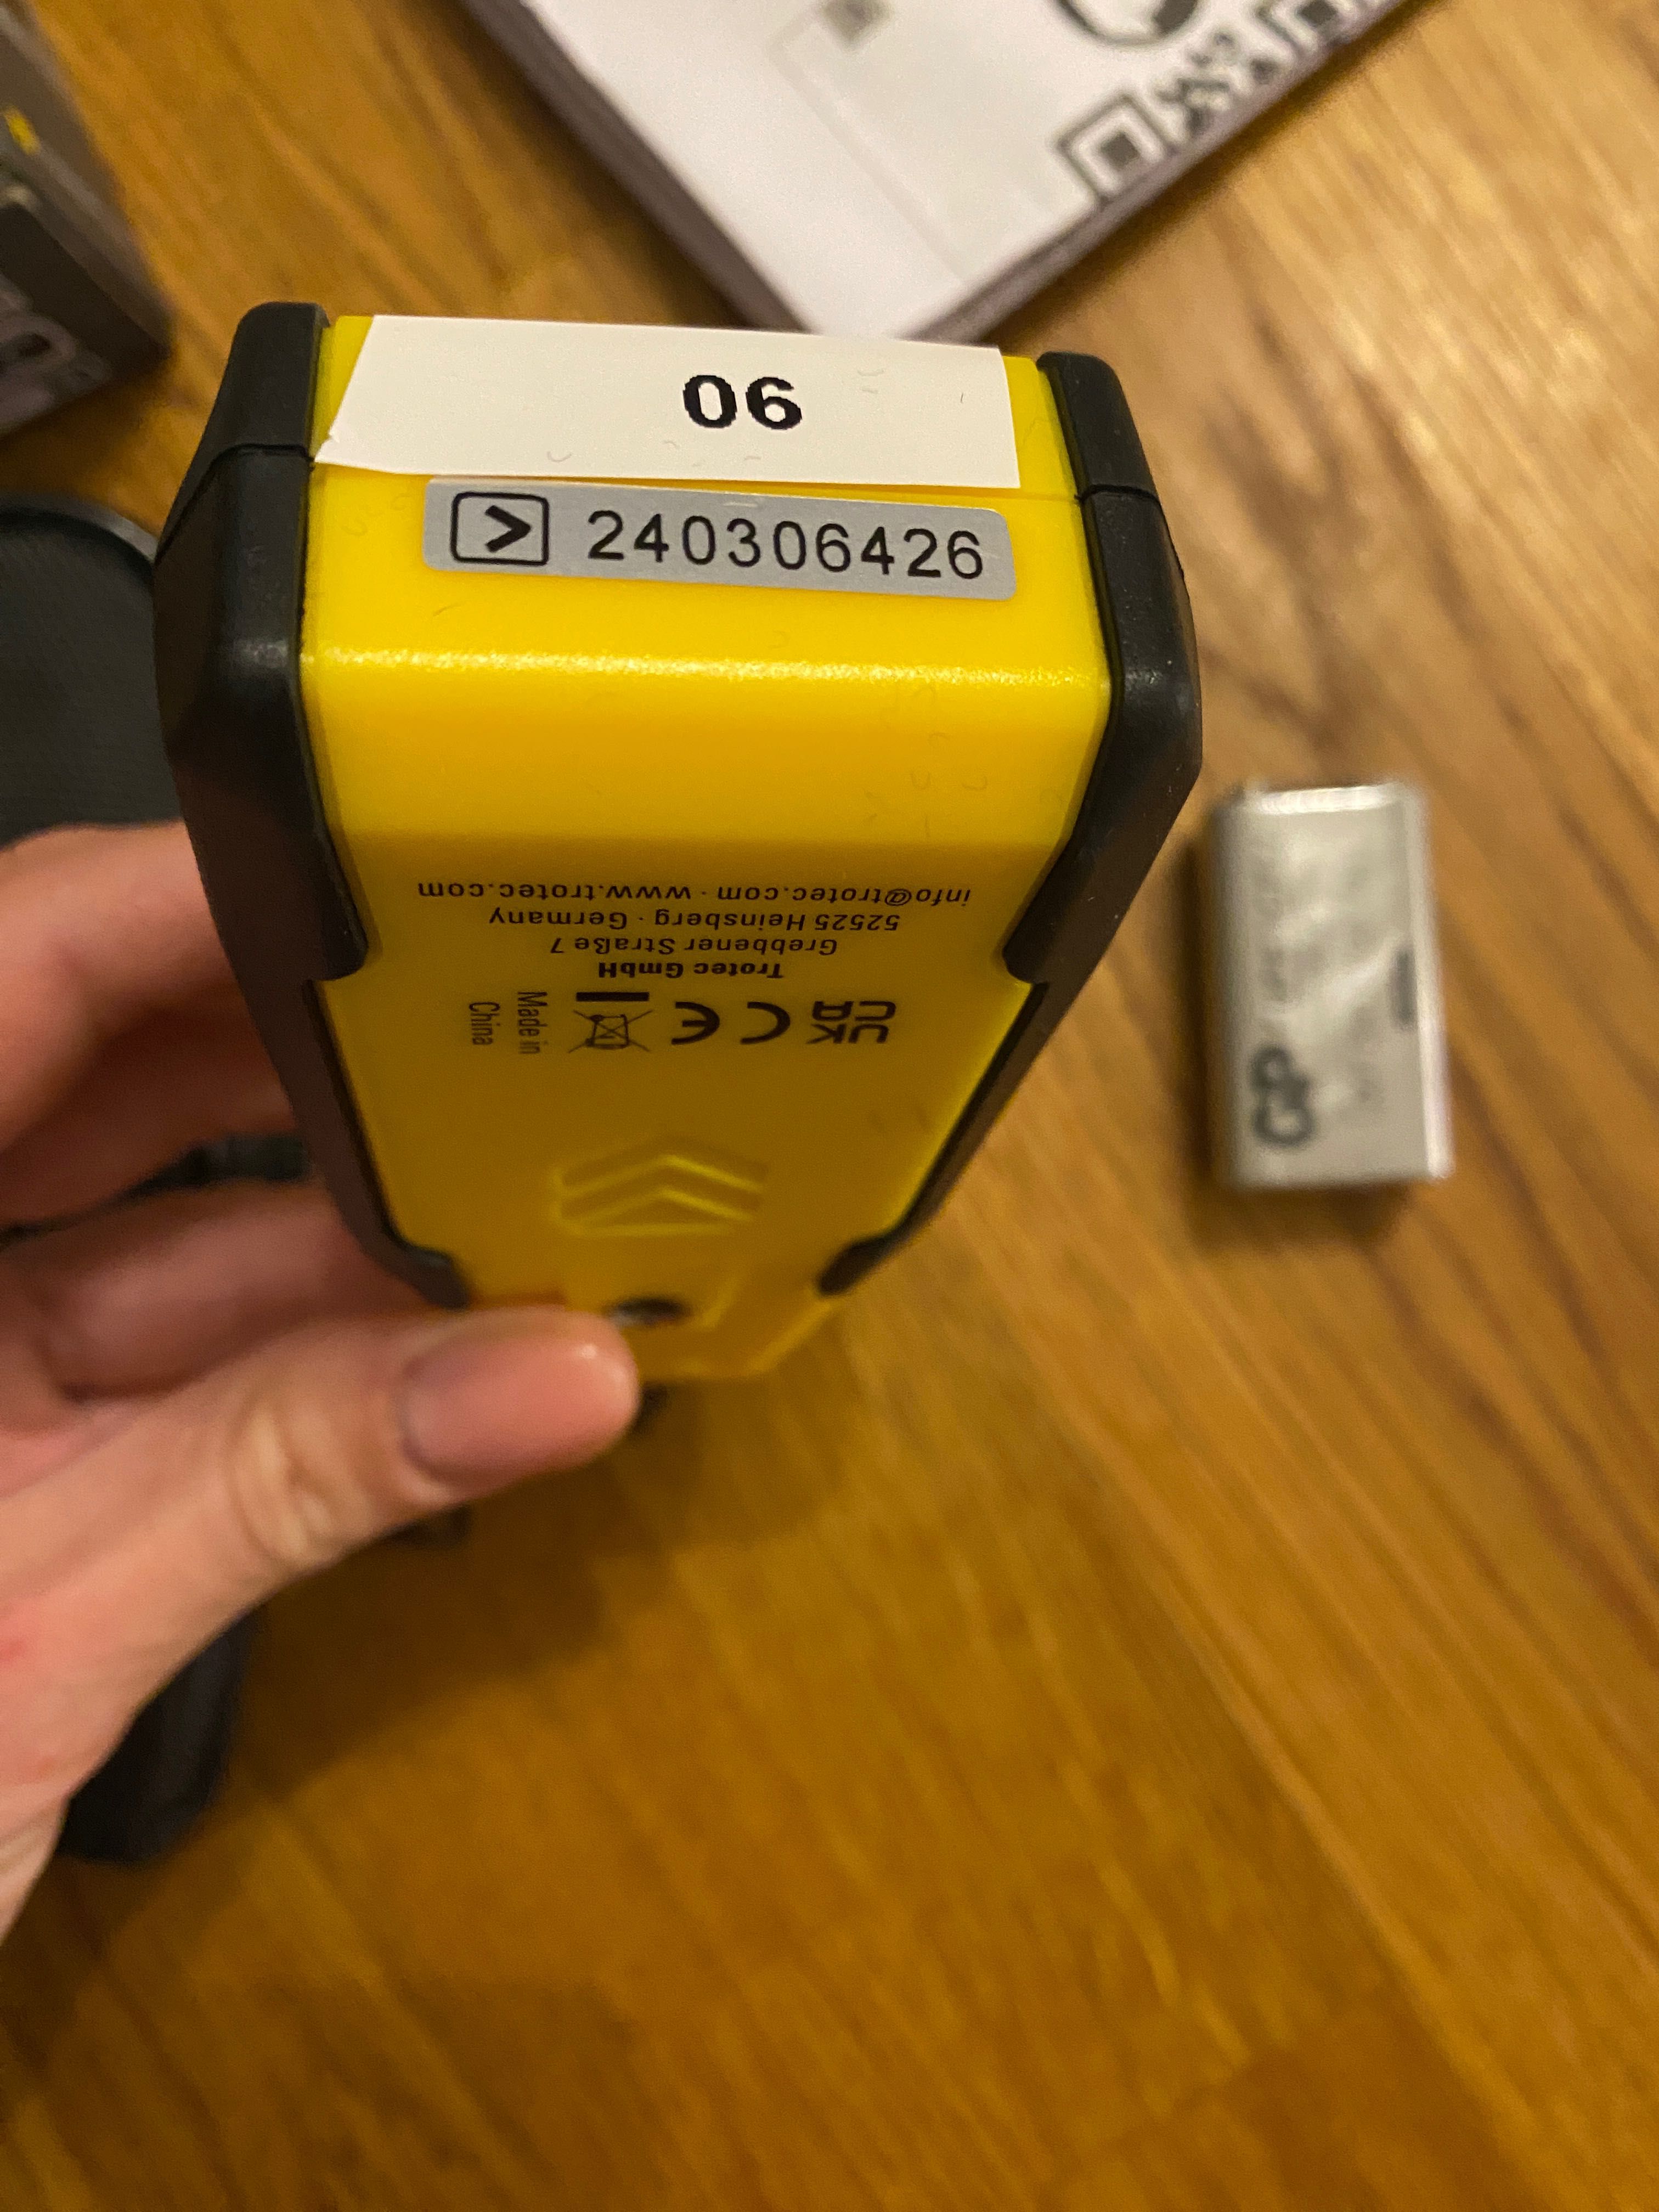 06
> 240306426
info@trotec.com · www.trotec.com
52525 Heinsberg · Germany
Grebbener Straße 7
Trotec GmbH
UK CA
CE
Made in
China
GP